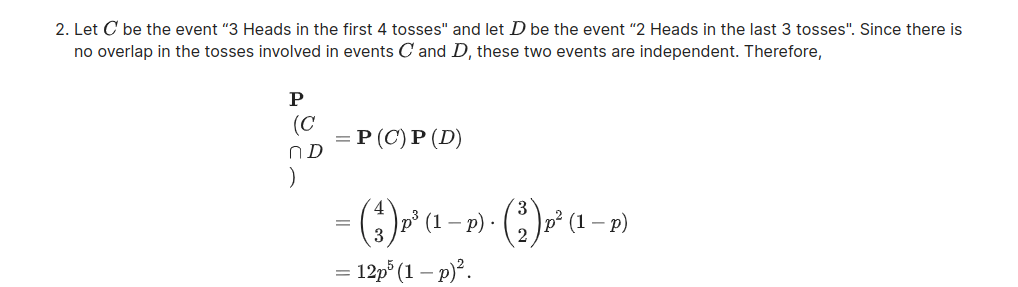 2. Let C be the event “3 Heads in the first 4 tosses" and let D be the event “2 Heads in the last 3 tosses". Since there is
no overlap in the tosses involved in events C and D, these two events are independent. Therefore,
P
(C
∩ D
)
= P (C) P (D)
= \binom{4}{3} p^3 (1 − p) · \binom{3}{2} p^2 (1 − p)
= 12p^5 (1 − p)^2.